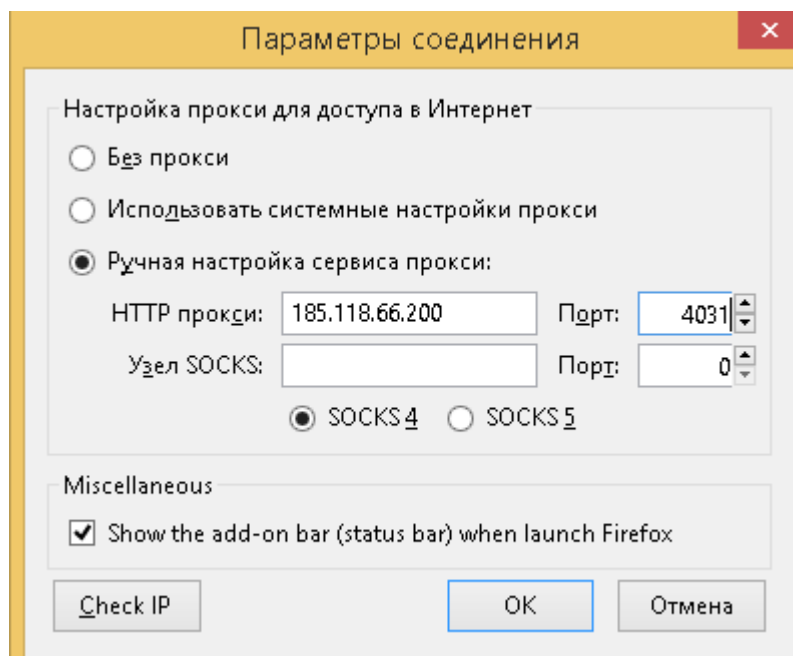 Параметры соединения
Настройка прокси для доступа в Интернет
Без прокси
Использовать системные настройки прокси
Ручная настройка сервиса прокси:
HTTP прокси: 185.118.66.200 Порт: 4031
Узел SOCKS: Порт: 0
SOCKS 4 SOCKS 5
Miscellaneous
Show the add-on bar (status bar) when launch Firefox
Check IP OK Отмена